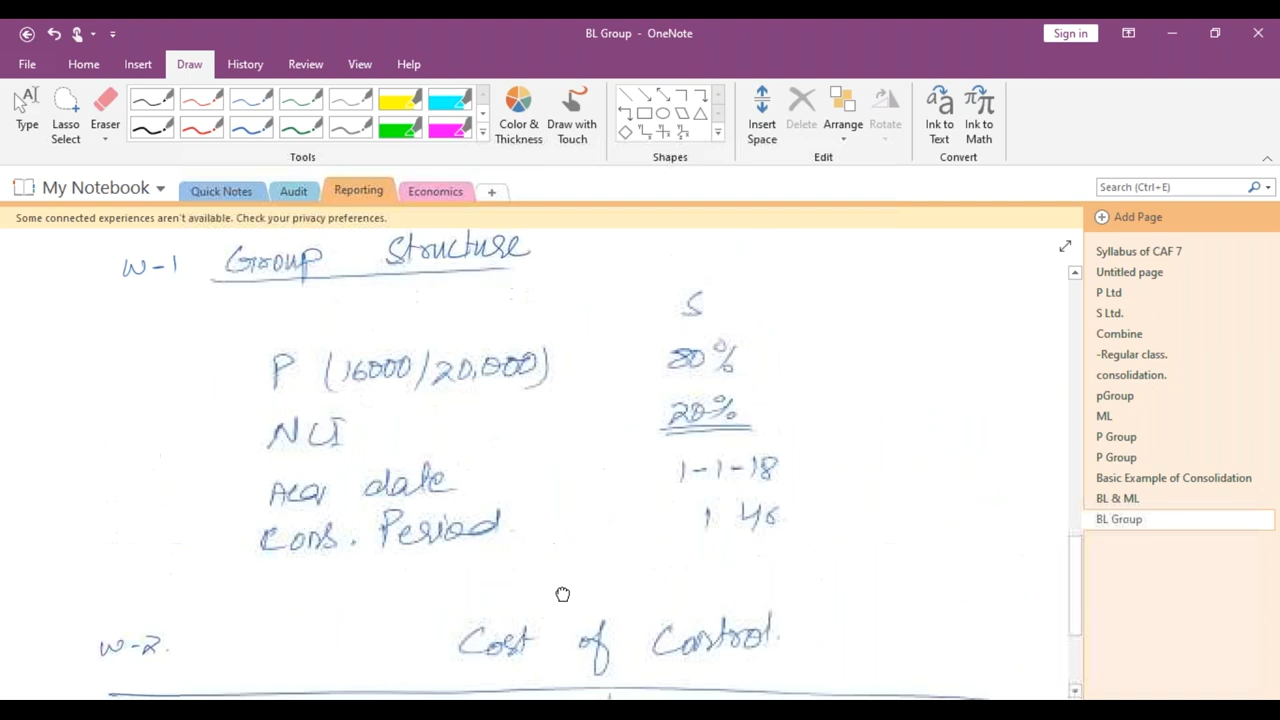 BL Group - OneNote
Sign in
File Home Insert Draw History Review View Help
Type
Lasso Select
Eraser
Color & Thickness
Draw with Touch
Insert Space
Delete
Arrange
Rotate
Ink to Text
Ink to Math
Tools
Shapes
Edit
Convert
My Notebook
Quick Notes
Audit
Reporting
Economics
Search (Ctrl+E)
Some connected experiences aren't available. Check your privacy preferences.
Add Page
W-1 Group Structure
S
P (16000/20,000) 80%
NCI 20%
Acq date 1-1-18
Cons. Period 1
W-2. Cost of Control.
Syllabus of CAF 7
Untitled page
P Ltd
S Ltd.
Combine
-Regular class.
consolidation.
pGroup
ML
P Group
P Group
Basic Example of Consolidation
BL & ML
BL Group